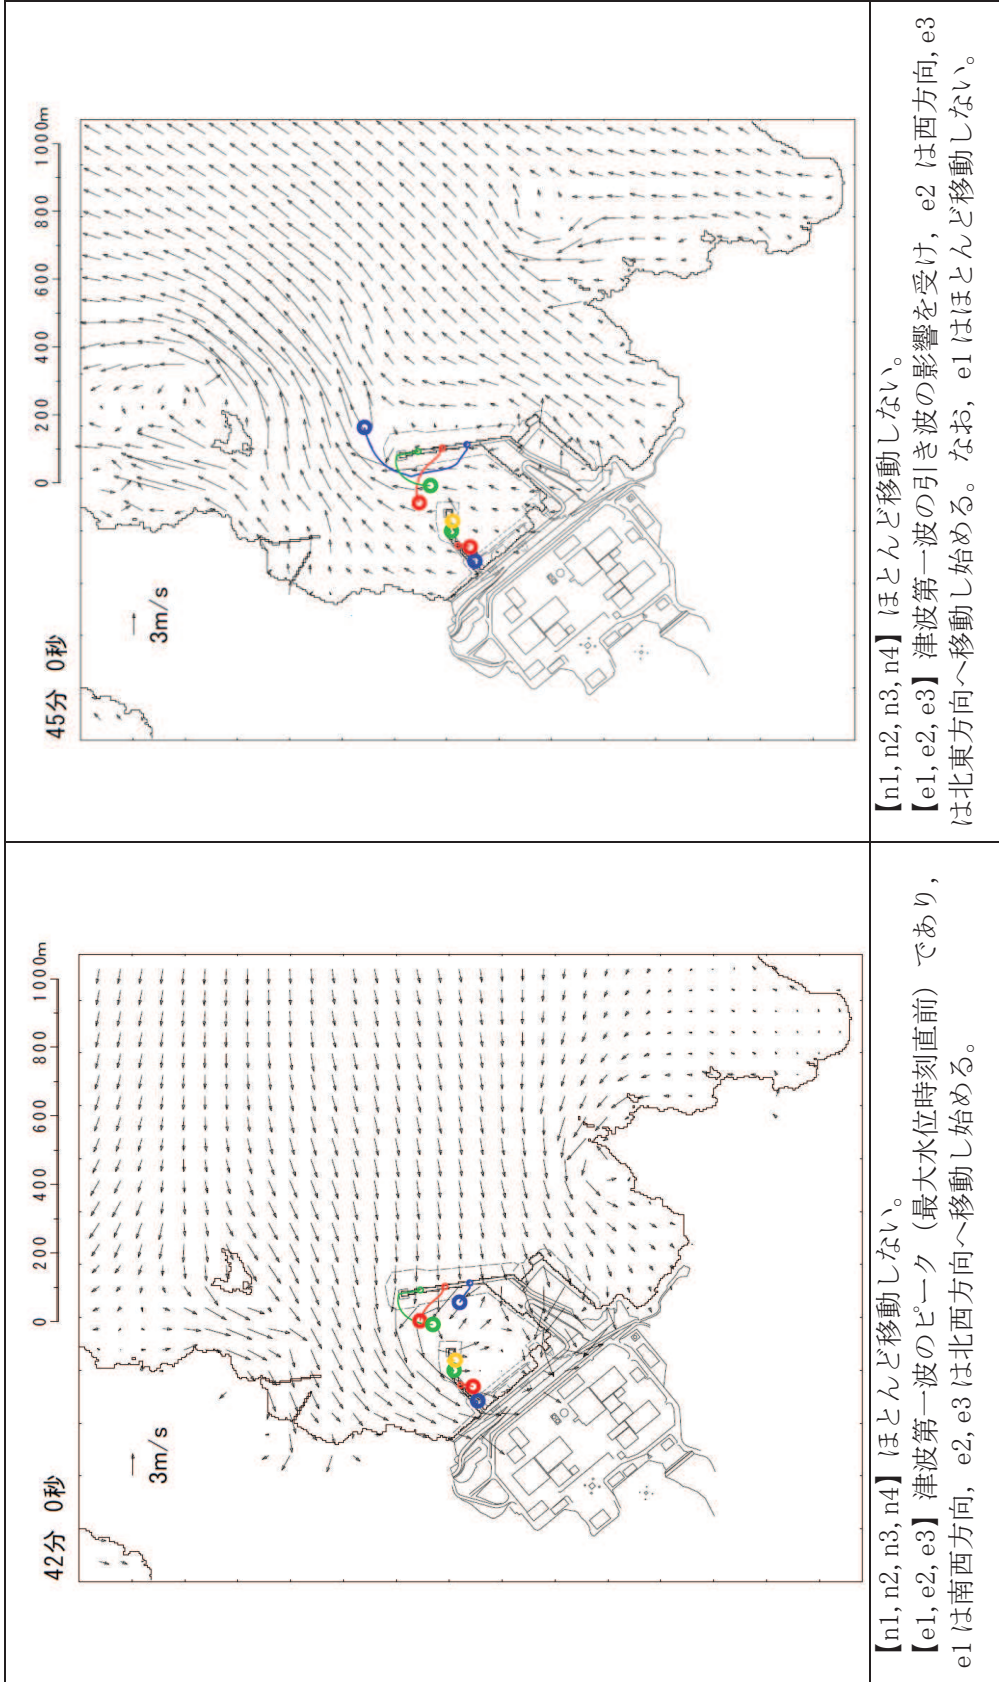 42分 0秒
3m/s
0 200 400 600 800 1000m
【n1,n2,n3,n4】ほとんど移動しない。
【e1,e2,e3】津波第一波のピーク（最大水位時刻直前）であり，
e1は南西方向，e2,e3は北西方向へ移動し始める。
45分 0秒
3m/s
0 200 400 600 800 1000m
【n1,n2,n3,n4】ほとんど移動しない。
【e1,e2,e3】津波第一波の引き波の影響を受け，e2は西方向,e3
は北東方向へ移動し始める。なお，e1はほとんど移動しない。